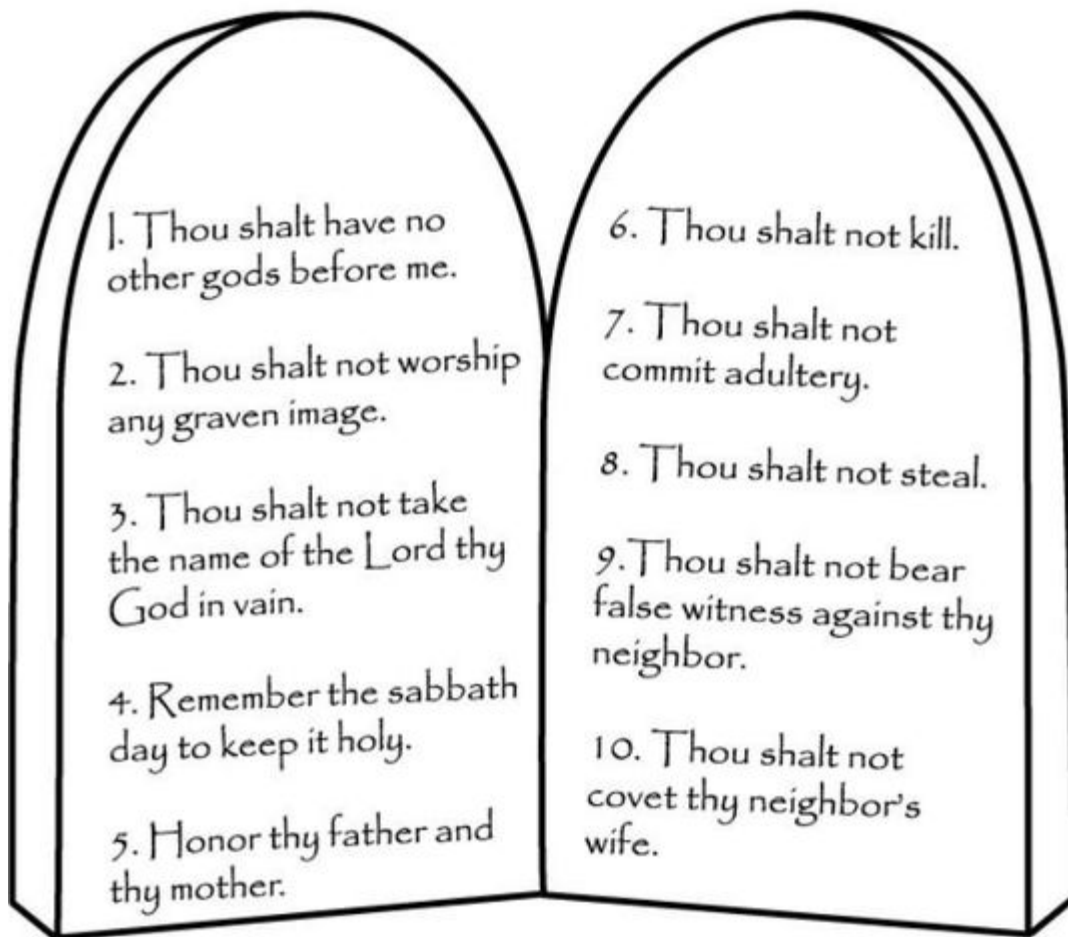 1. Thou shalt have no
other gods before me.
2. Thou shalt not worship
any graven image.
3. Thou shalt not take
the name of the Lord thy
God in vain.
4. Remember the sabbath
day to keep it holy.
5. Honor thy father and
thy mother.
6. Thou shalt not kill.
7. Thou shalt not
commit adultery.
8. Thou shalt not steal.
9.Thou shalt not bear
false witness against thy
neighbor.
10. Thou shalt not
covet thy neighbor's
wife.